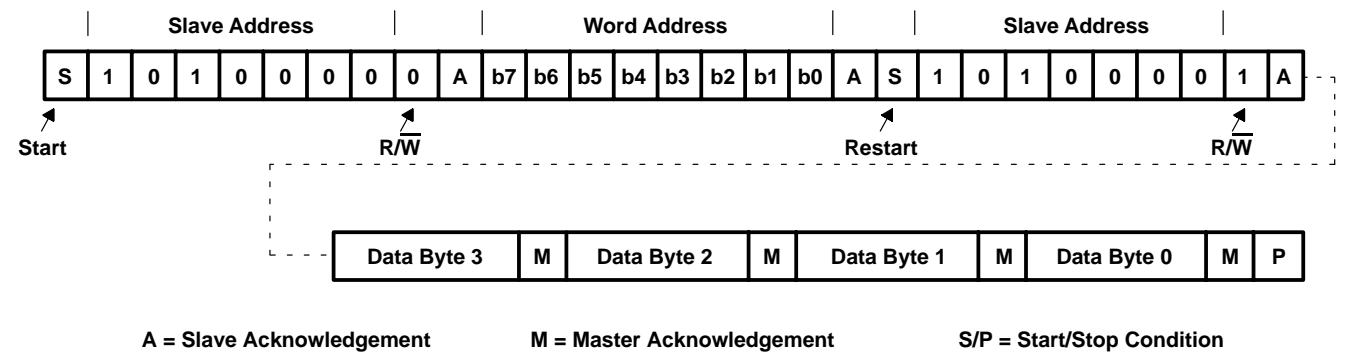 Slave Address Word Address Slave Address
S 1 0 1 0 0 0 0 0 A b7 b6 b5 b4 b3 b2 b1 b0 A S 1 0 1 0 0 0 0 1 A
Start R/W Restart R/W
Data Byte 3 M Data Byte 2 M Data Byte 1 M Data Byte 0 M P
A = Slave Acknowledgement M = Master Acknowledgement S/P = Start/Stop Condition